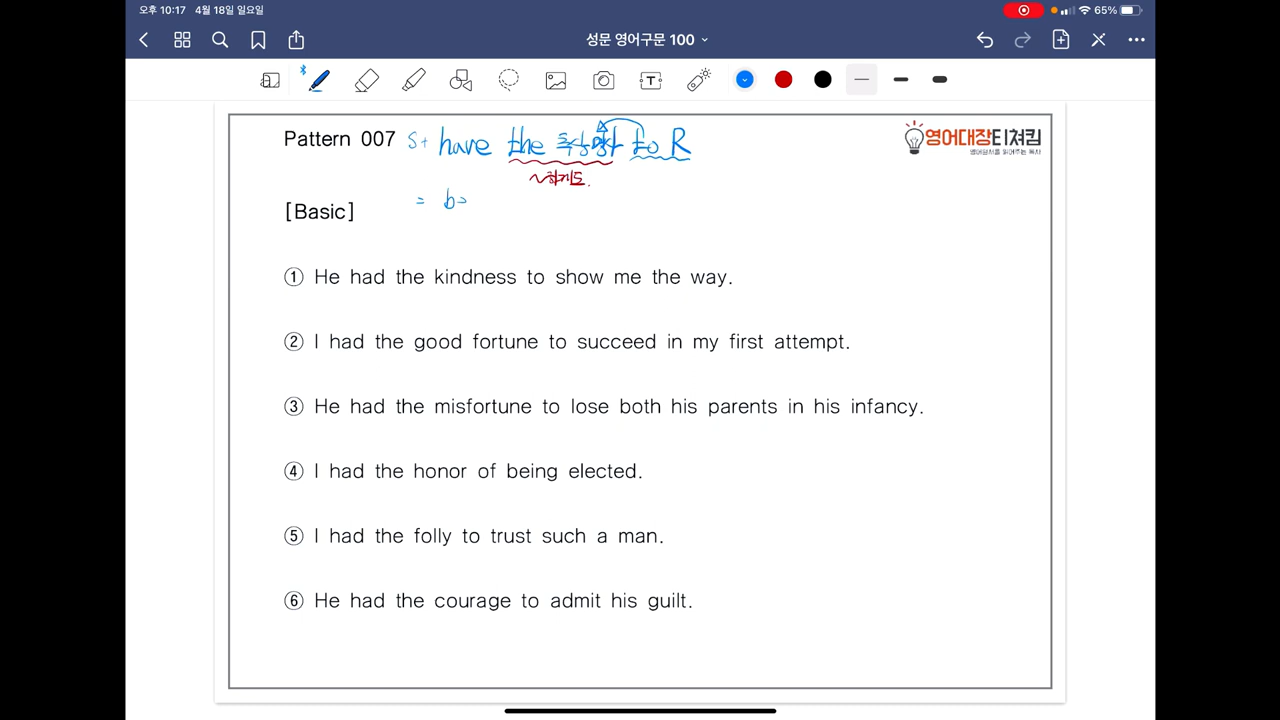 오후 10:17 4월 18일 일요일
65%
성문 영어구문 100
T
Pattern 007 S+ have the 추상명사 to R
영어대장티쳐킴
~하게도.
= be
[Basic]
① He had the kindness to show me the way.
② I had the good fortune to succeed in my first attempt.
③ He had the misfortune to lose both his parents in his infancy.
④ I had the honor of being elected.
⑤ I had the folly to trust such a man.
⑥ He had the courage to admit his guilt.